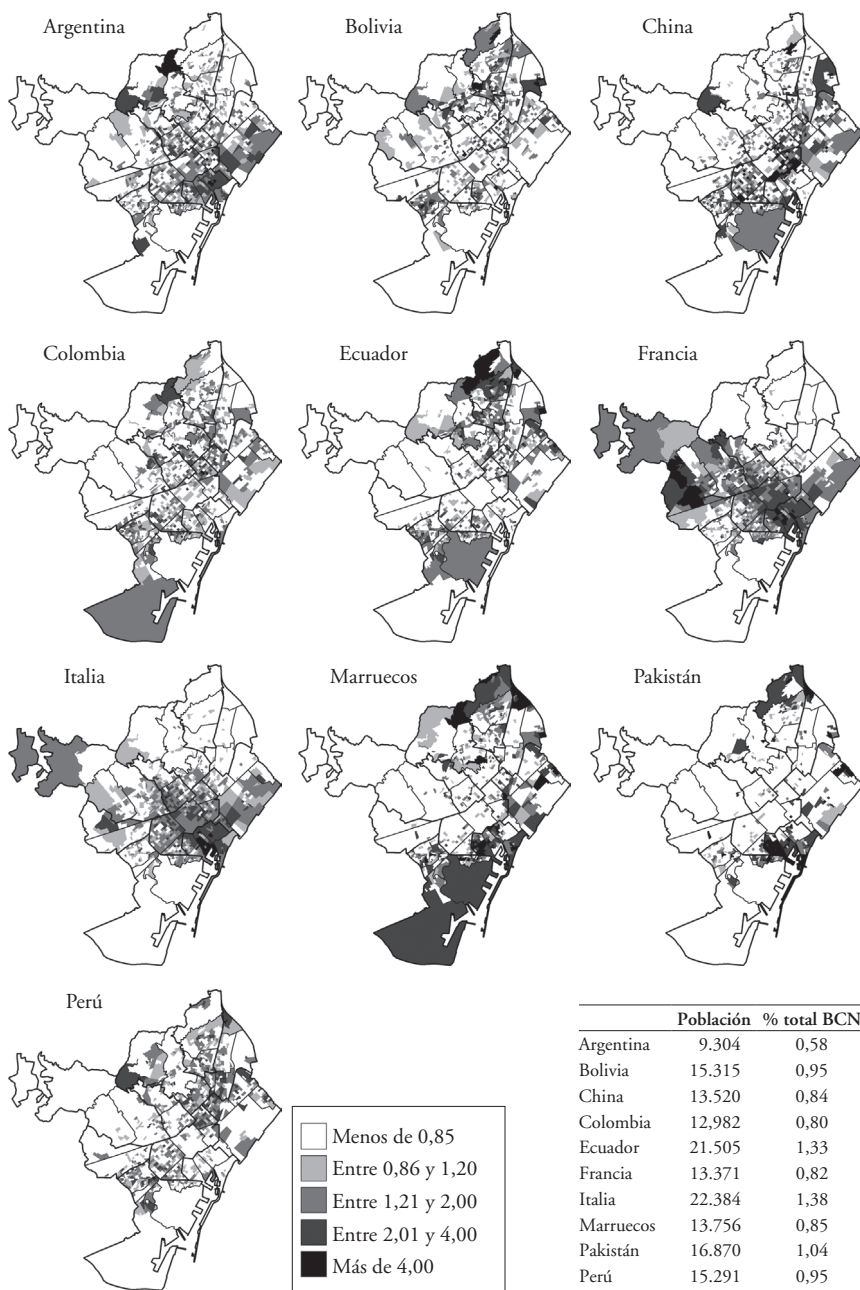 Argentina
Bolivia
China
Colombia
Ecuador
Francia
Italia
Marruecos
Pakistán
Perú
Menos de 0,85
Entre 0,86 y 1,20
Entre 1,21 y 2,00
Entre 2,01 y 4,00
Más de 4,00
Población % total BCN
Argentina 9.304 0,58
Bolivia 15.315 0,95
China 13.520 0,84
Colombia 12,982 0,80
Ecuador 21.505 1,33
Francia 13.371 0,82
Italia 22.384 1,38
Marruecos 13.756 0,85
Pakistán 16.870 1,04
Perú 15.291 0,95